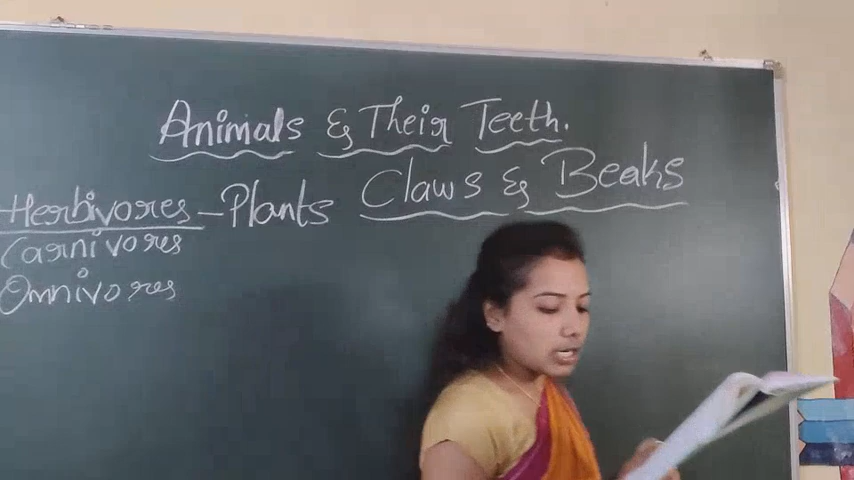 Animals & Their Teeth.
Claws & Beaks
Herbivores - Plants
Carnivores
Omnivores